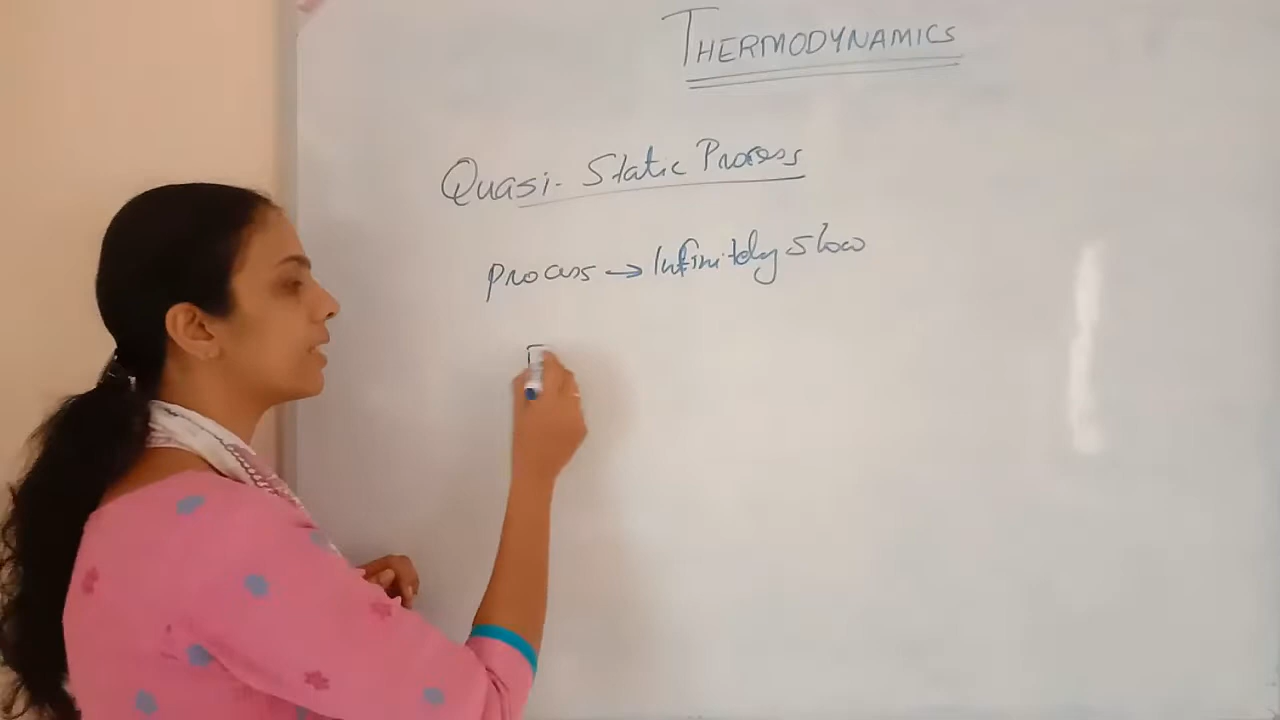 THERMODYNAMICS
Quasi-Static Process
Process → Infinitely Slow